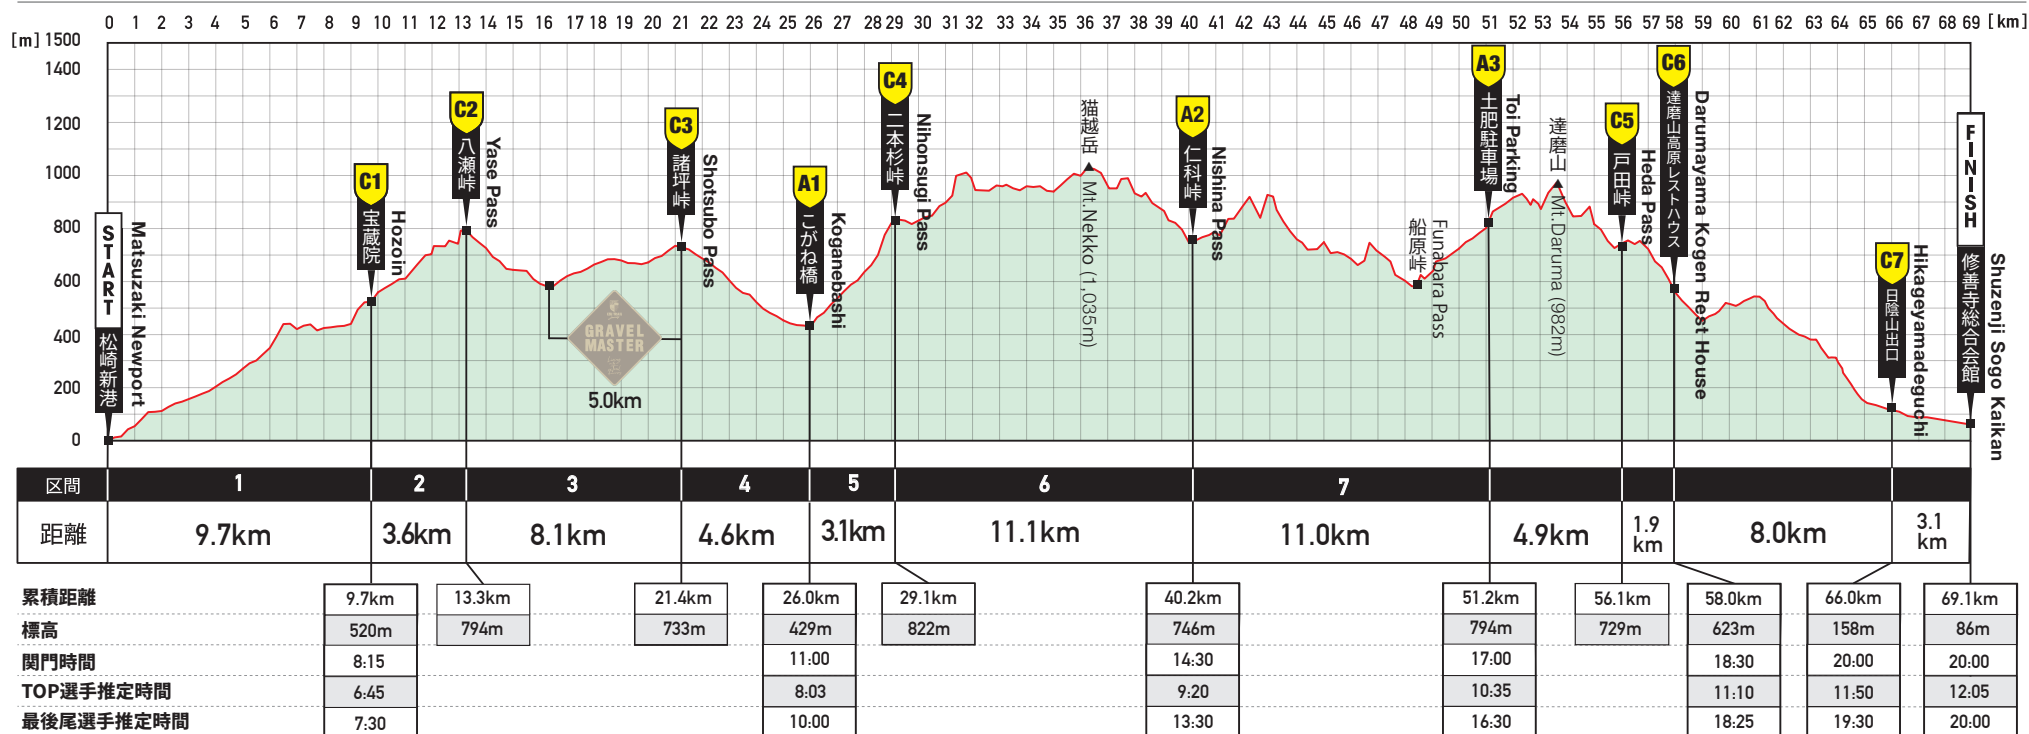 0 1 2 3 4 5 6 7 8 9 10 11 12 13 14 15 16 17 18 19 20 21 22 23 24 25 26 27 28 29 30 31 32 33 34 35 36 37 38 39 40 41 42 43 44 45 46 47 48 49 50 51 52 53 54 55 56 57 58 59 60 61 62 63 64 65 66 67 68 69 [km]
[m] 1500
1400
1200
1000
800
600
400
200
0
START
松崎新港
Matsuzaki Newport
C1
宝蔵院
Hozoin
C2
八瀬峠
Yase Pass
GRAVEL
MASTER
5.0km
C3
諸坪峠
Shotsubo Pass
A1
こがね橋
Koganebashi
C4
二本杉峠
Nihonsugi Pass
猫越岳
Mt.Nekko (1,035m)
A2
仁科峠
Nishina Pass
船原峠
Funabara Pass
A3
土肥駐車場
Toi Parking
達磨山
Mt.Daruma (982m)
C5
戸田峠
Heda Pass
C6
達磨山高原レストハウス
Darumayama Kogen Rest House
C7
日陰山出口
Hikageyamadeguchi
FINISH
修善寺総合会館
Shuzenji Sogo Kaikan
区間 1 2 3 4 5 6 7
距離 9.7km 3.6km 8.1km 4.6km 3.1km 11.1km 11.0km 4.9km 1.9km 8.0km 3.1km
累積距離 9.7km 13.3km 21.4km 26.0km 29.1km 40.2km 51.2km 56.1km 58.0km 66.0km 69.1km
標高 520m 794m 733m 429m 822m 746m 794m 729m 623m 158m 86m
関門時間 8:15 11:00 14:30 17:00 18:30 20:00 20:00
TOP選手推定時間 6:45 8:03 9:20 10:35 11:10 11:50 12:05
最後尾選手推定時間 7:30 10:00 13:30 16:30 18:25 19:30 20:00